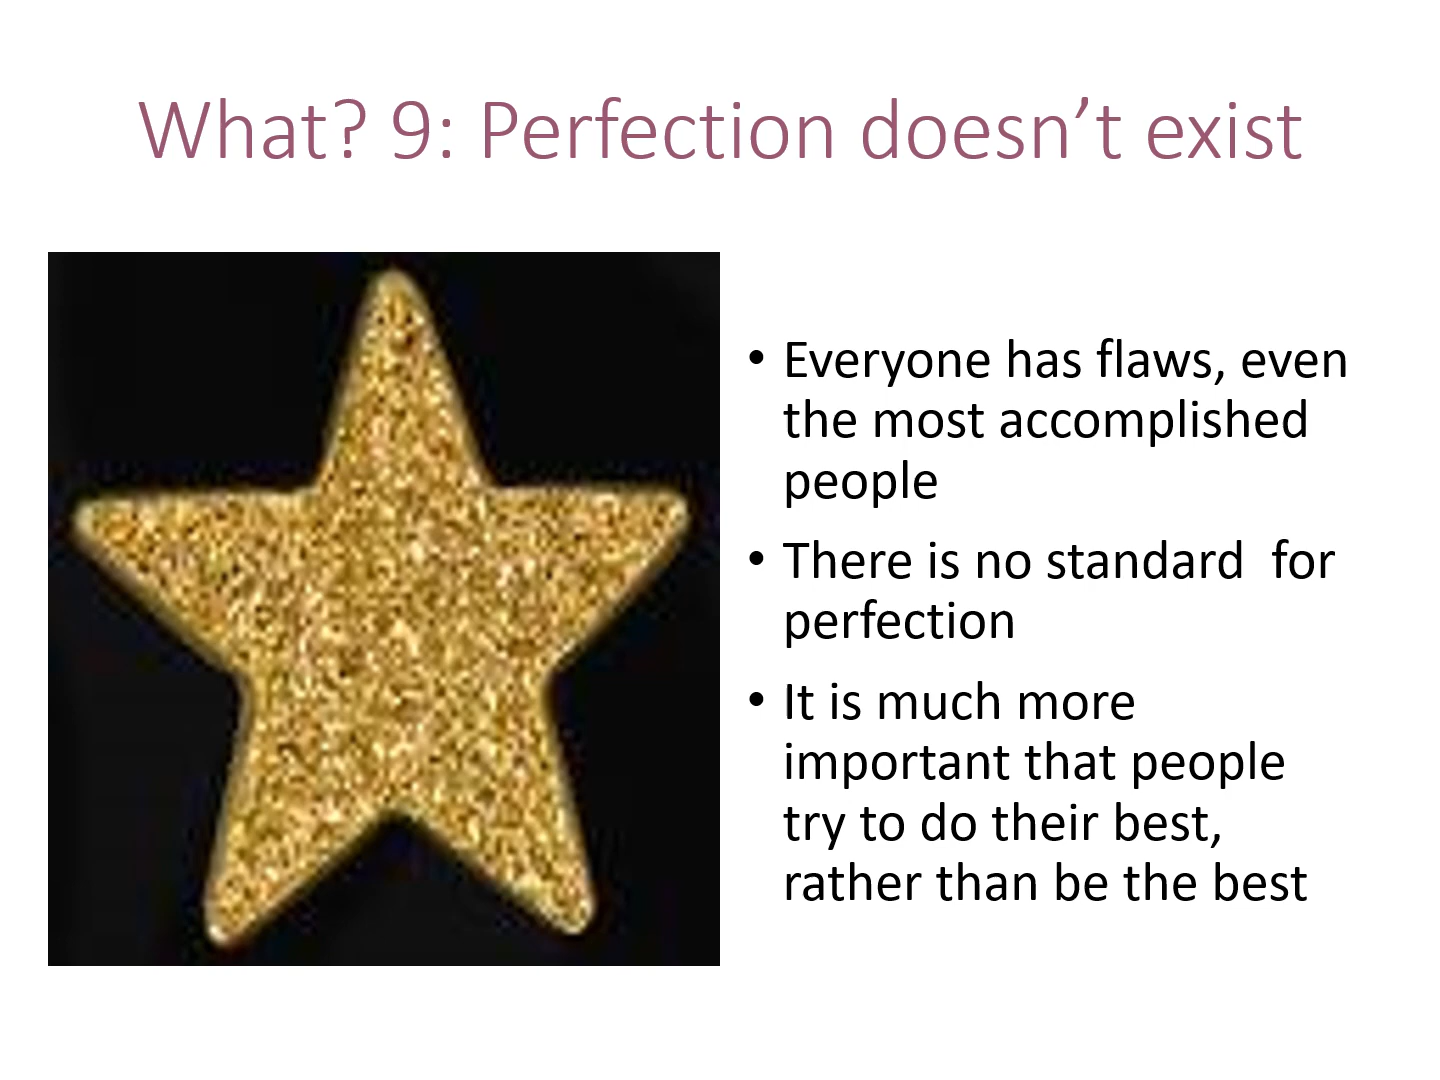 What? 9: Perfection doesn’t exist
• Everyone has flaws, even
the most accomplished
people
• There is no standard  for
perfection
• It is much more
important that people
try to do their best,
rather than be the best